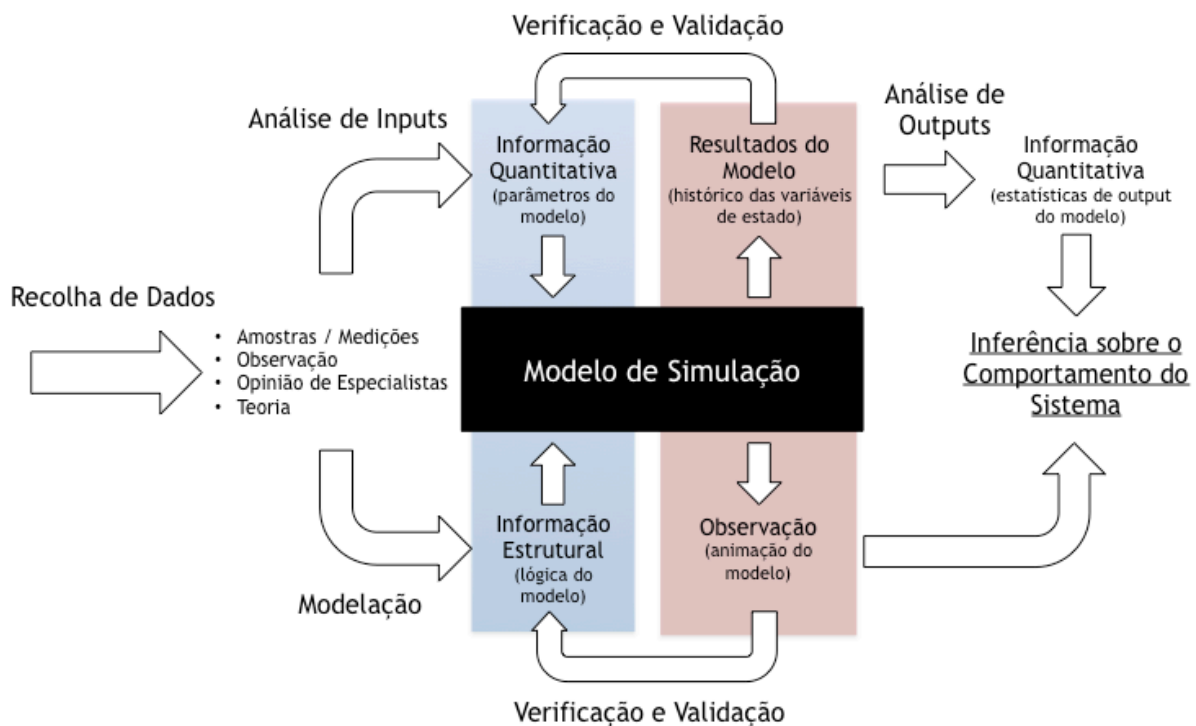 Verificação e Validação
Análise de Inputs
Informação
Quantitativa
(parâmetros do
modelo)
Resultados do
Modelo
(histórico das variáveis
de estado)
Análise de
Outputs
Informação
Quantitativa
(estatísticas de output
do modelo)
Recolha de Dados
• Amostras / Medições
• Observação
• Opinião de Especialistas
• Teoria
Modelo de Simulação
Inferência sobre o
Comportamento do
Sistema
Modelação
Informação
Estrutural
(lógica do
modelo)
Observação
(animação do
modelo)
Verificação e Validação